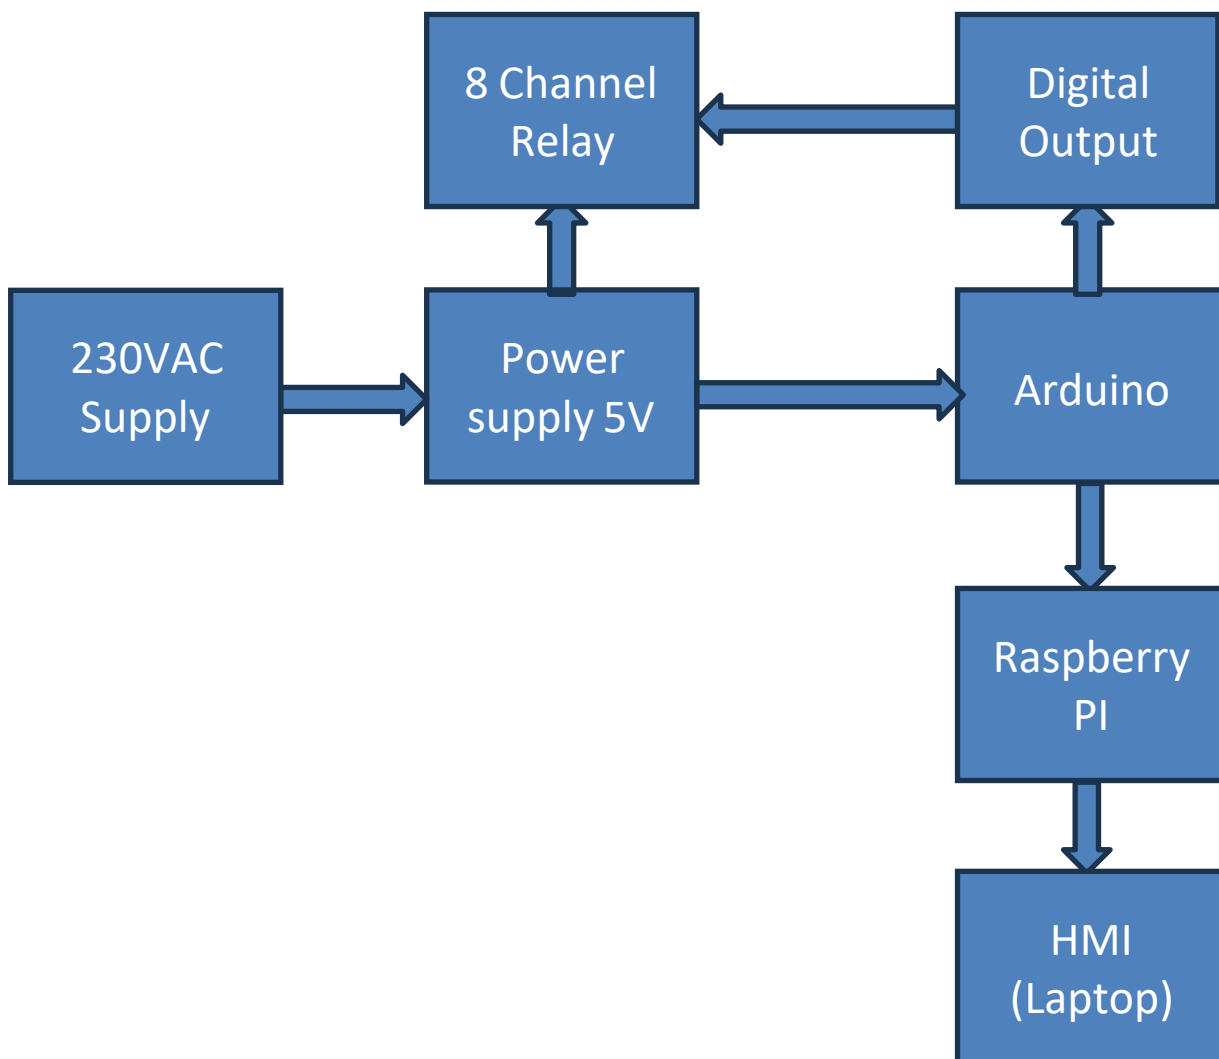 8 Channel
Relay
Digital
Output
230VAC
Supply
Power
supply 5V
Arduino
Raspberry
PI
HMI
(Laptop)